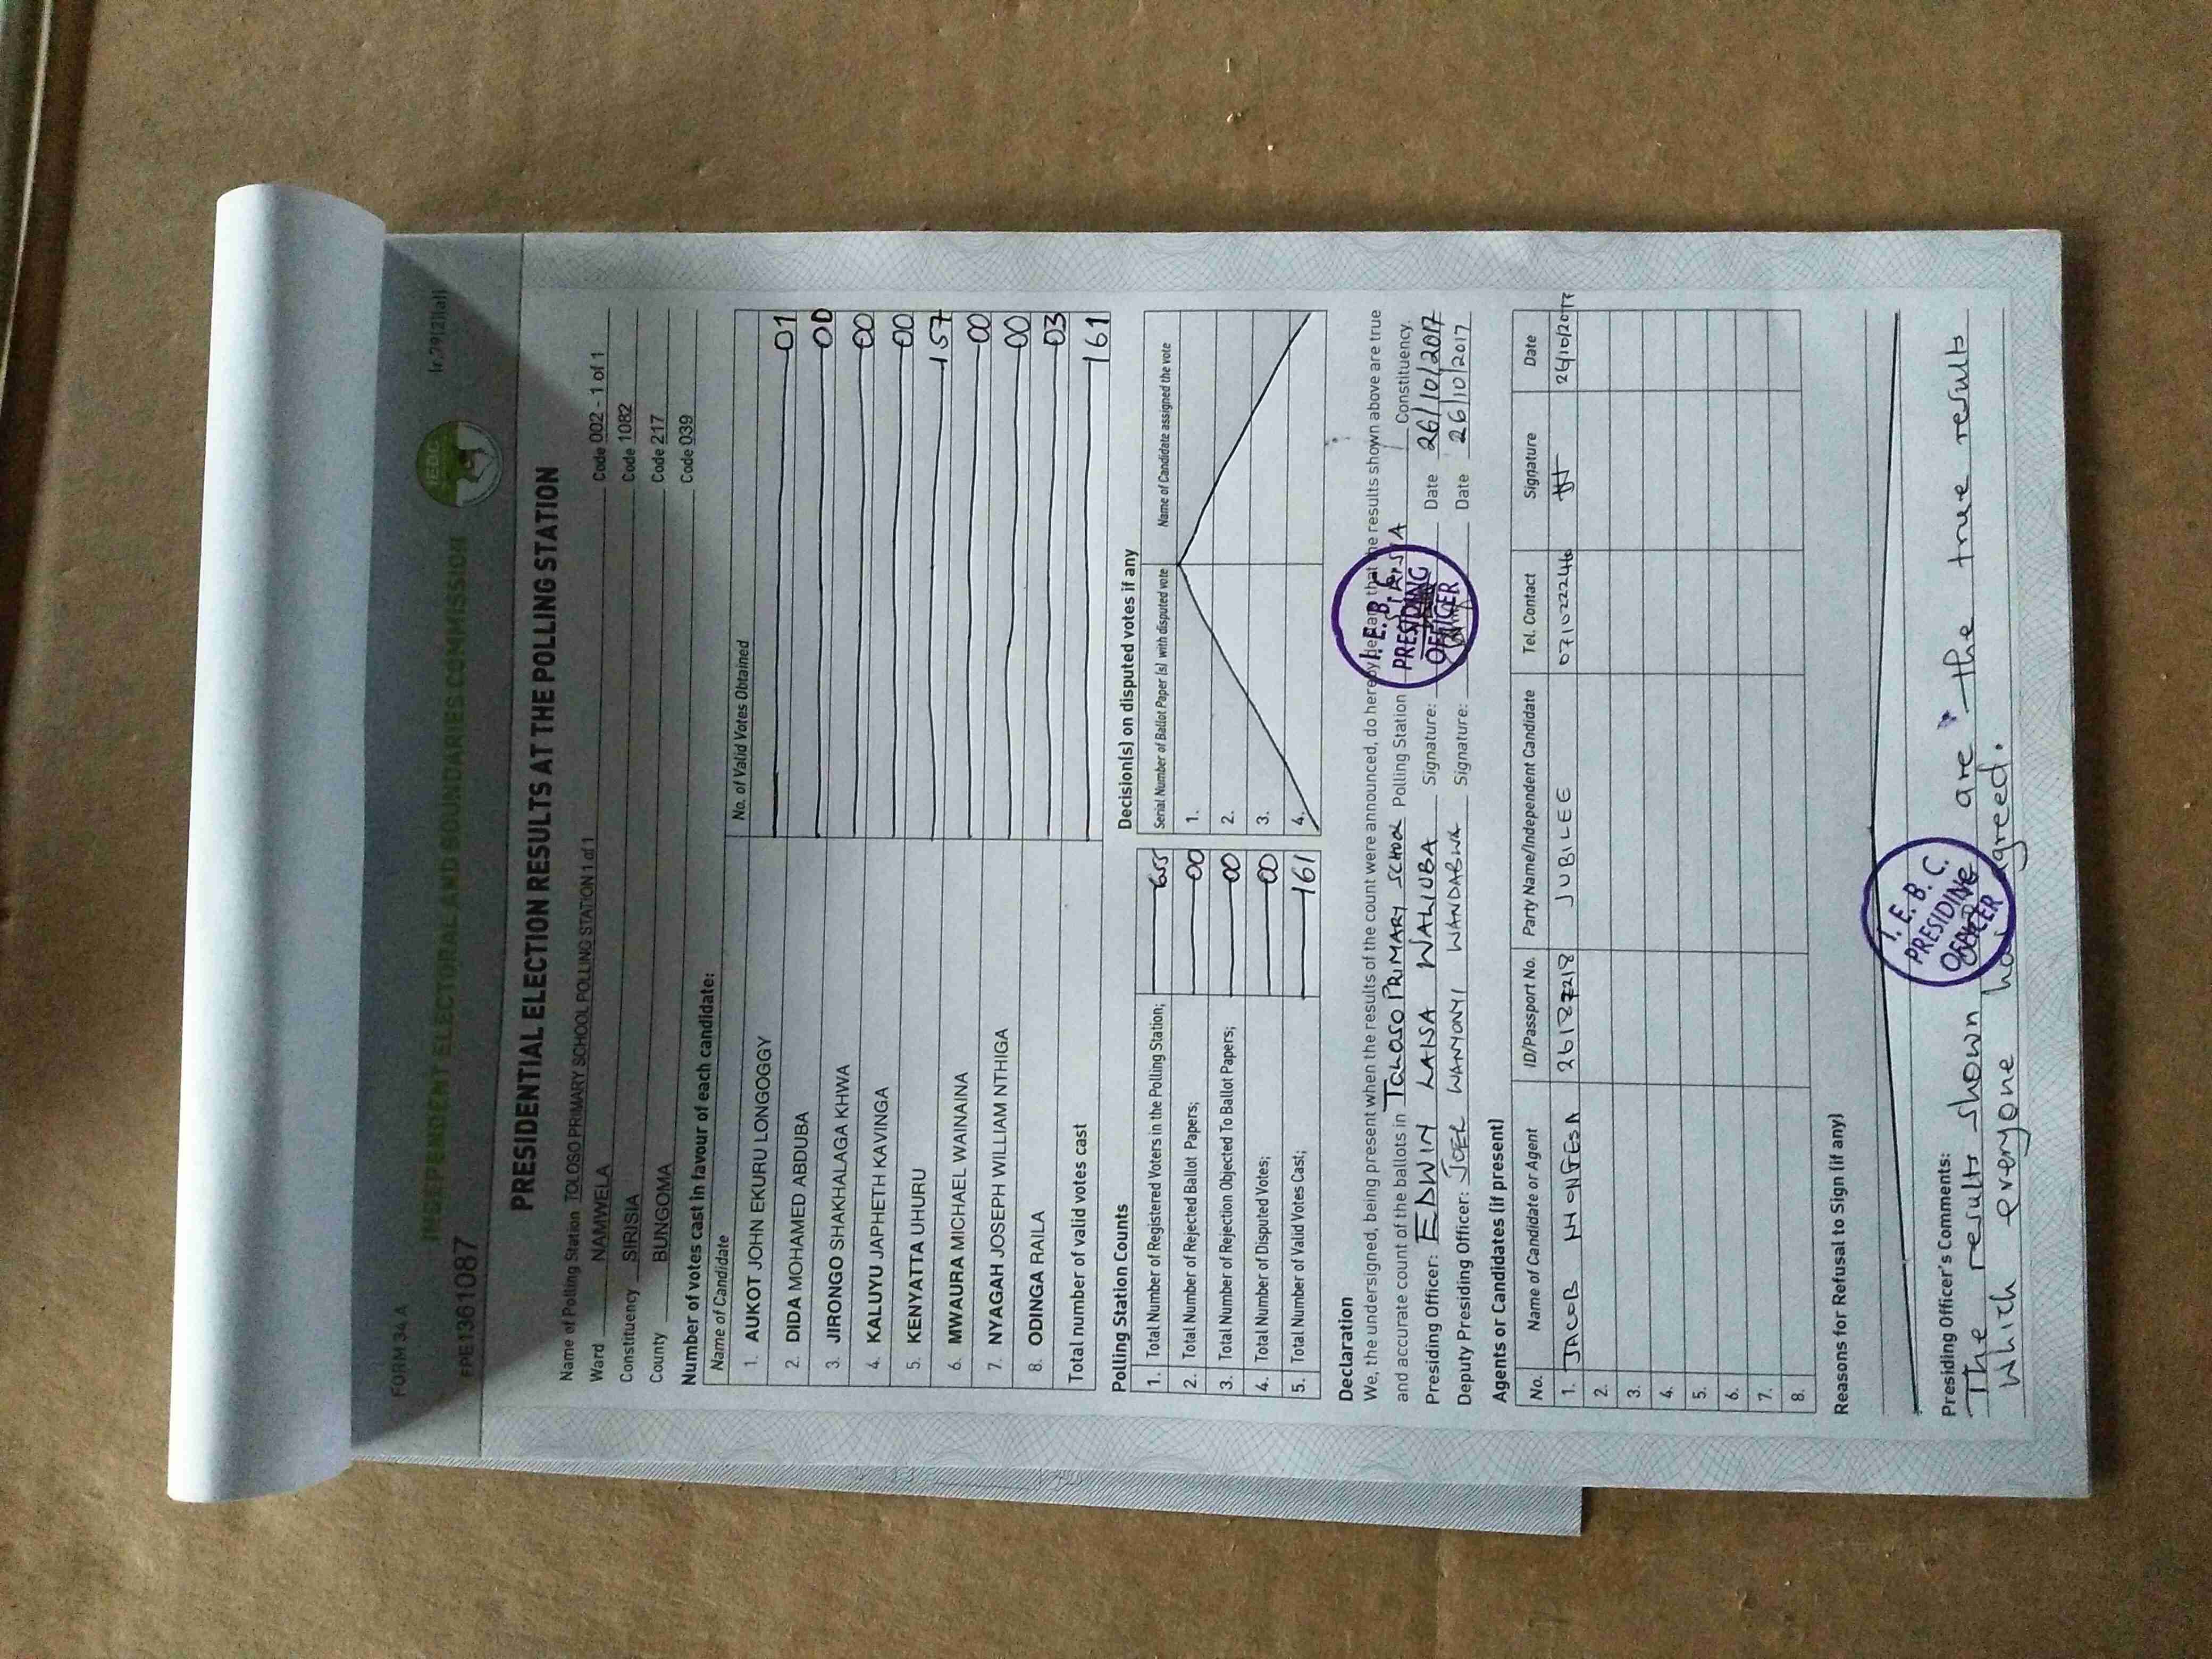 FORM 34 A
[r.79(2)(a)]
INDEPENDENT ELECTORAL AND BOUNDARIES COMMISSION
IEBC
EPE1361087
PRESIDENTIAL ELECTION RESULTS AT THE POLLING STATION
Name of Polling Station TOLOSO PRIMARY SCHOOL POLLING STATION 1 of 1 Code 002 - 1 of 1
Ward NAMWELA Code 1082
Constituency SIRISIA Code 217
County BUNGOMA Code 039
Number of votes cast in favour of each candidate:
Name of Candidate No. of Valid Votes Obtained
1. AUKOT JOHN EKURU LONGOGGY 01
2. DIDA MOHAMED ABDUBA 00
3. JIRONGO SHAKHALAGA KHWA 00
4. KALUYU JAPHETH KAVINGA 00
5. KENYATTA UHURU 157
6. MWAURA MICHAEL WAINAINA 00
7. NYAGAH JOSEPH WILLIAM NTHIGA 00
8. ODINGA RAILA 03
Total number of valid votes cast 161
Polling Station Counts
1. Total Number of Registered Voters in the Polling Station; 655
2. Total Number of Rejected Ballot Papers; 00
3. Total Number of Rejection Objected To Ballot Papers; 00
4. Total Number of Disputed Votes; 00
5. Total Number of Valid Votes Cast; 161
Decision(s) on disputed votes if any
Serial Number of Ballot Paper (s) with disputed vote Name of Candidate assigned the vote
1.
2.
3.
4.
Declaration
We, the undersigned, being present when the results of the count were announced, do hereby declare that the results shown above are true
and accurate count of the ballots in TOLOSO PRIMARY SCHOOL Polling Station SIRISIA Constituency.
Presiding Officer: EDWIN LAISA WALIUBA Signature: Date 26/10/2017
Deputy Presiding Officer: JOEL WANYONYI WANDABWA Signature: Date 26/10/2017
I. E. B. C.
PRESIDING
OFFICER
Agents or Candidates (if present)
No. Name of Candidate or Agent ID/Passport No. Party Name/Independent Candidate Tel. Contact Signature Date
1. JACOB JUBILEE 26/10/2017
2.
3.
4.
5.
6.
7.
8.
Reasons for Refusal to Sign (if any)
Presiding Officer's Comments:
The results shown are the true results
which everyone agreed.
I. E. B. C.
PRESIDING
OFFICER